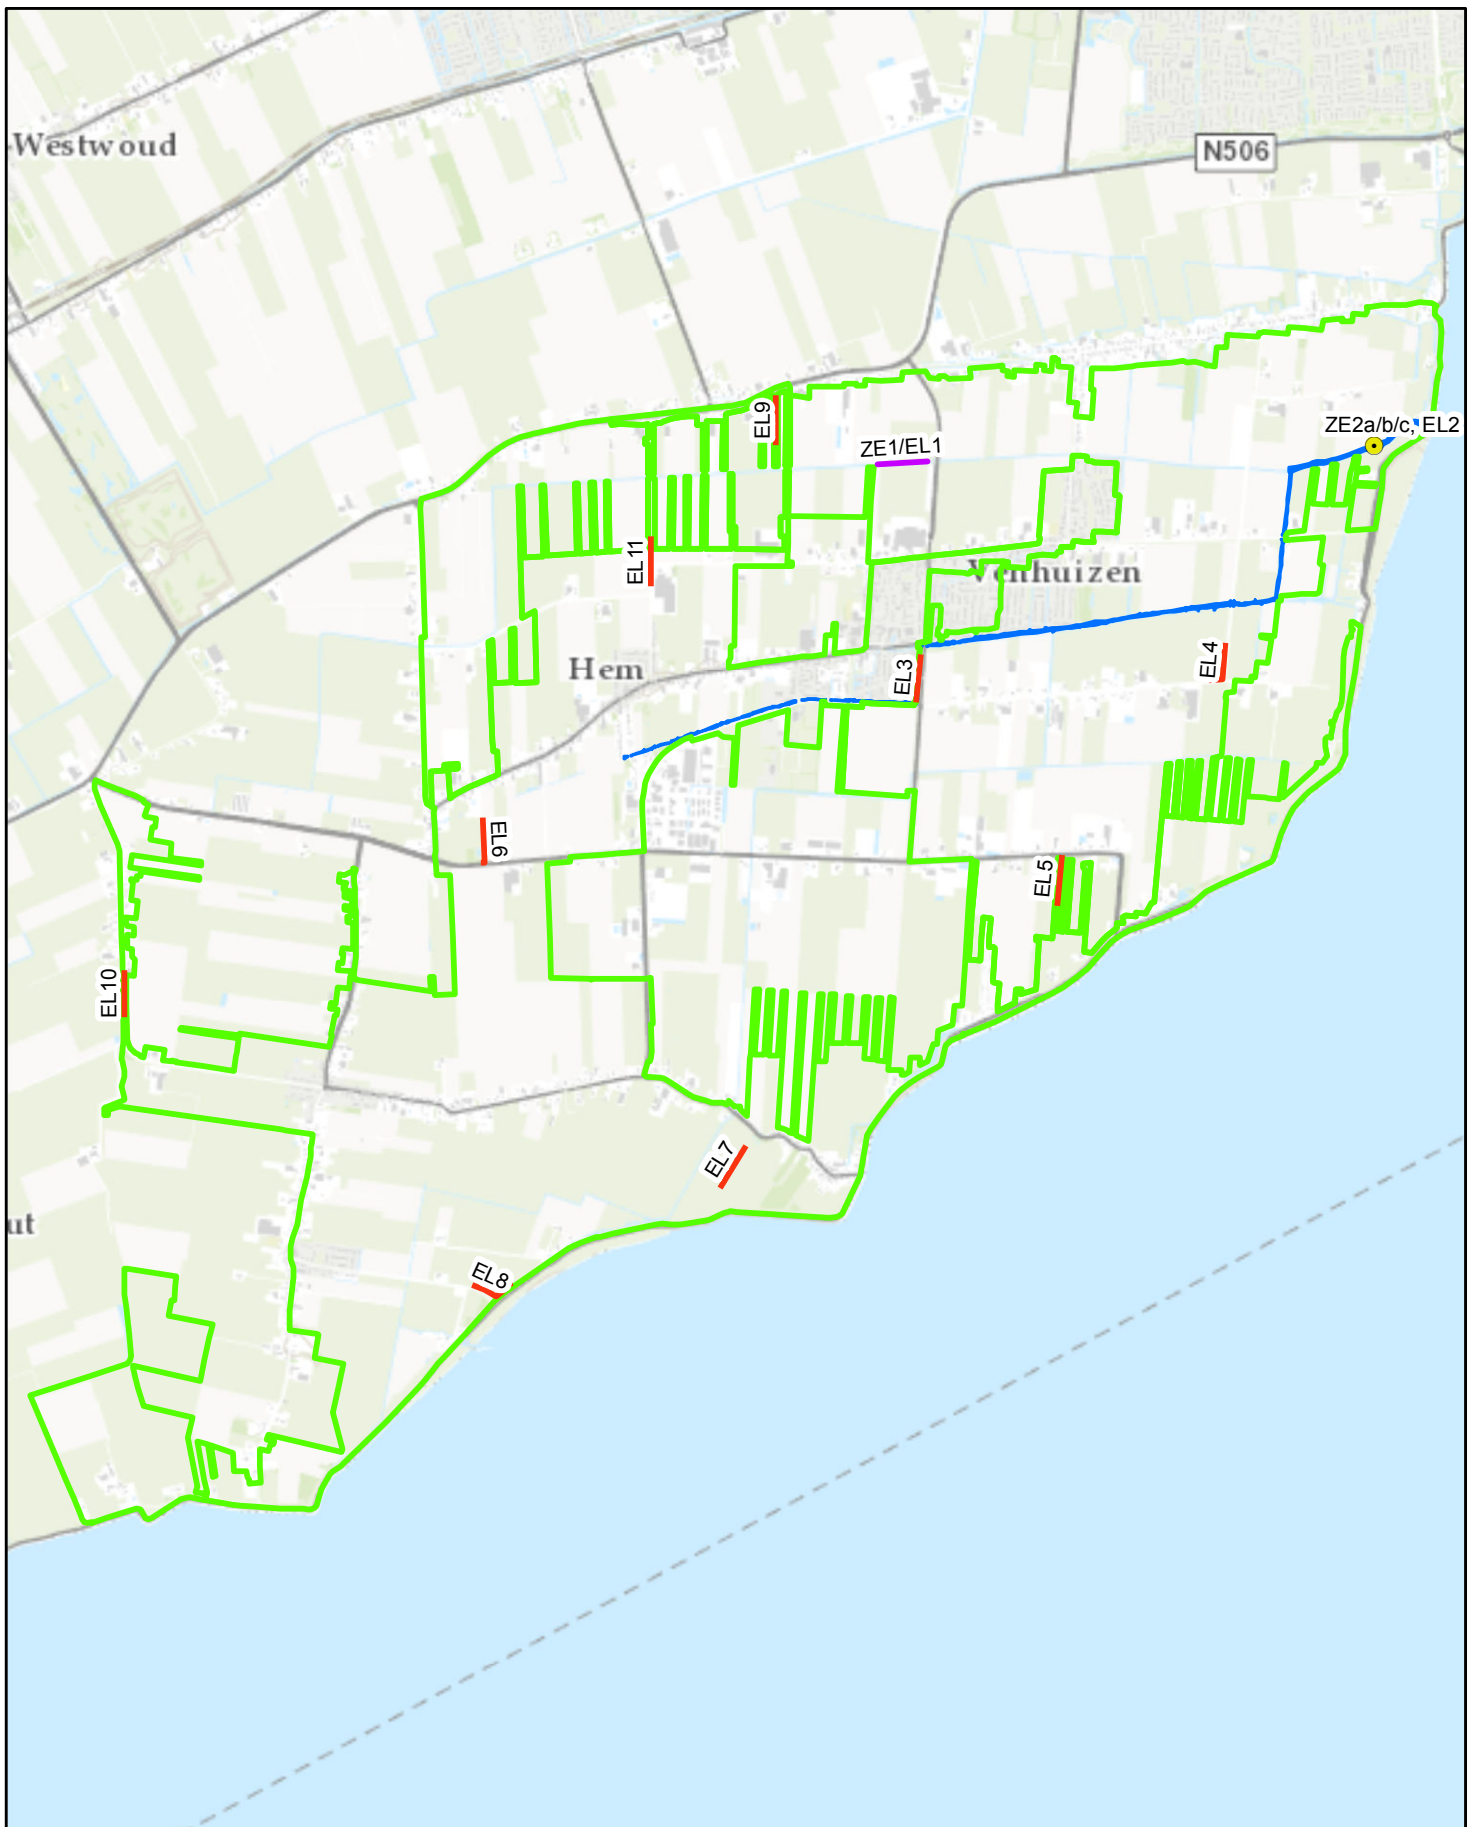 Westwoud
N506
EL9
ZE2a/b/c, EL2
ZE1/EL1
EL11
Venhuizen
Hem
EL3
EL4
EL6
EL5
EL10
EL7
ut
EL8